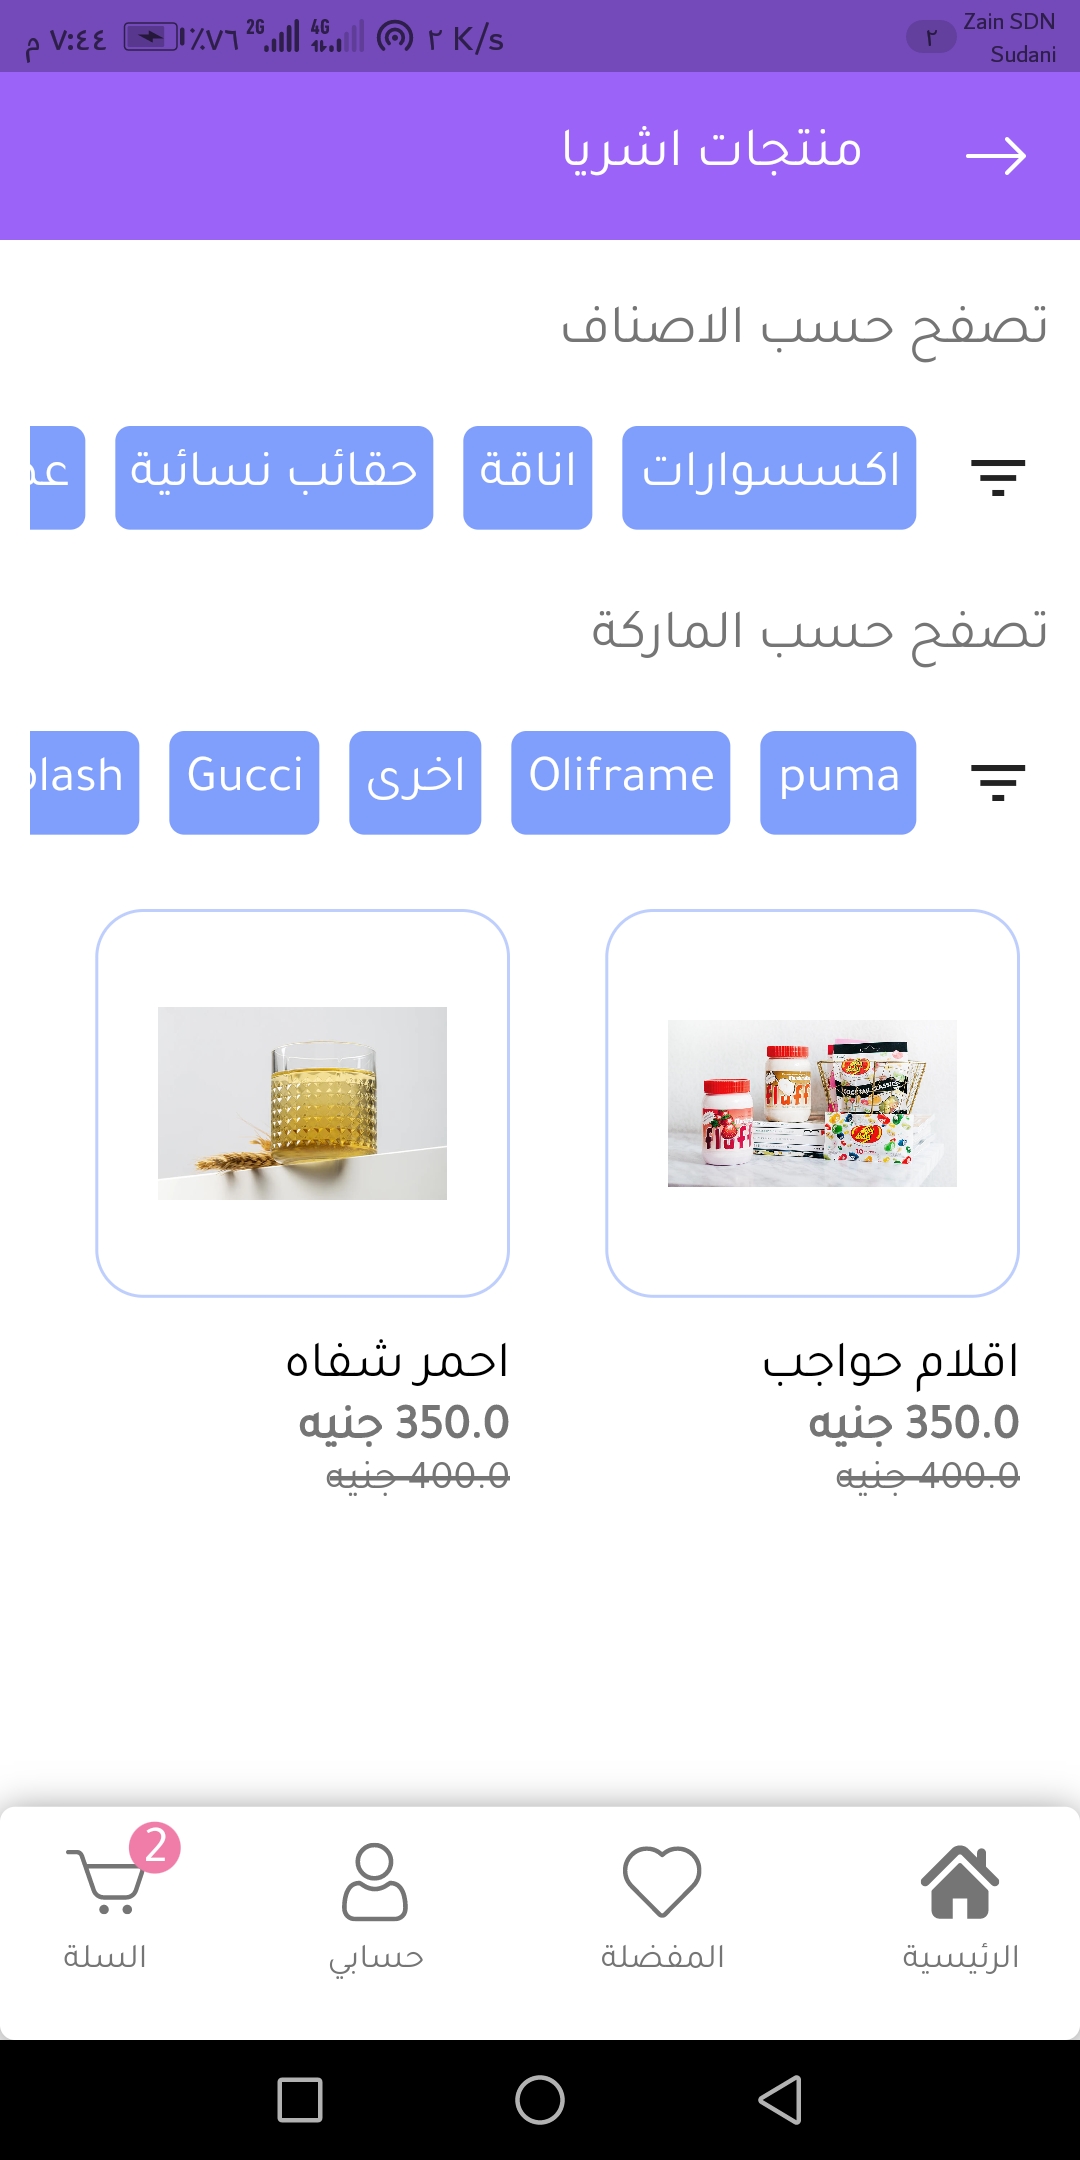 ٧:٤٤ م ٪٧٦ 2G 4G ٢ K/s
٢ Zain SDN
Sudani
منتجات اشريا
تصفح حسب الاصناف
اكسسوارات اناقة حقائب نسائية
تصفح حسب الماركة
puma Oliframe اخرى Gucci lash
fluff fluff
اقلام حواجب احمر شفاه
350.0 جنيه 350.0 جنيه
400.0 جنيه 400.0 جنيه
2
الرئيسية المفضلة حسابي السلة